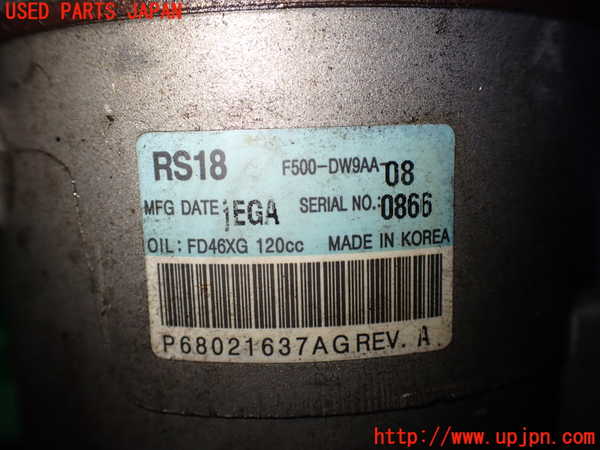 USED PARTS JAPAN
RS18 F500-DW9AA-08
MFG DATE 1EGA SERIAL NO.: 0866
OIL: FD46XG 120cc MADE IN KOREA
P68021637AG REV. A
http://www.upjpn.com/